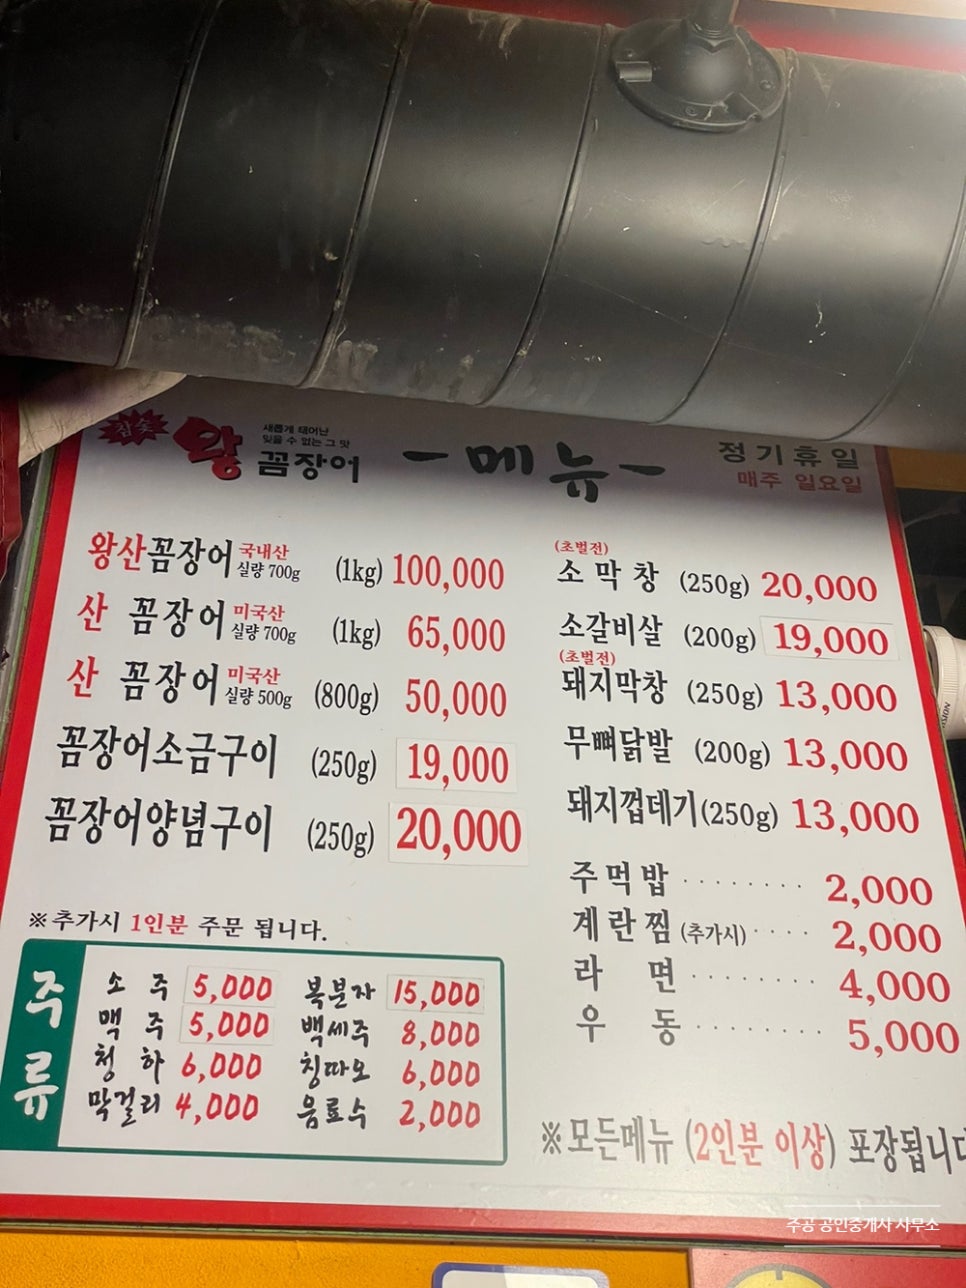 참숯
왕
꼼장어
새롭게 태어난
잊을 수 없는 그 맛
- 메뉴 -
정기휴일
매주 일요일
왕산꼼장어 국내산 실량 700g (1kg) 100,000
산 꼼장어 미국산 실량 700g (1kg) 65,000
산 꼼장어 미국산 실량 500g (800g) 50,000
꼼장어소금구이 (250g) 19,000
꼼장어양념구이 (250g) 20,000
※추가시 1인분 주문 됩니다.
(초벌전)
소막창 (250g) 20,000
소갈비살 (200g) 19,000
(초벌전)
돼지막창 (250g) 13,000
무뼈닭발 (200g) 13,000
돼지껍데기(250g) 13,000
주먹밥 ········ 2,000
계란찜(추가시)···· 2,000
라 면 ········ 4,000
우 동 ········ 5,000
주류
소 주 5,000
맥 주 5,000
청 하 6,000
막걸리 4,000
복분자 15,000
백세주 8,000
칭따오 6,000
음료수 2,000
※모든메뉴 (2인분 이상) 포장됩니다
주공 공인중개사 사무소